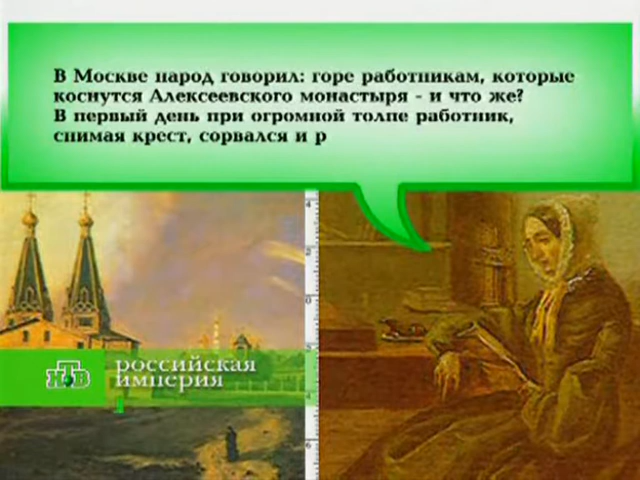 В Москве народ говорил: горе работникам, которые
коснутся Алексеевского монастыря - и что же?
В первый день при огромной толпе работник,
снимая крест, сорвался и р
НТВ
российская
империя